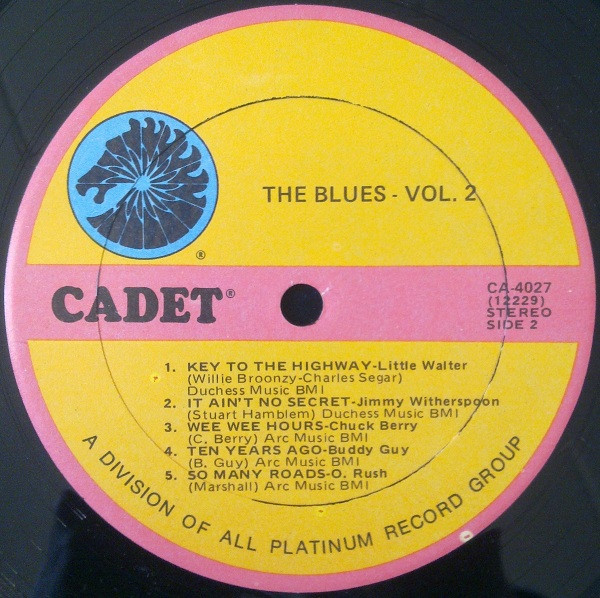 THE BLUES - VOL. 2
®
CADET®
CA-4027
(12229)
STEREO
SIDE 2
1. KEY TO THE HIGHWAY-Little Walter
(Willie Broonzy-Charles Segar)
Duchess Music BMI
2. IT AIN'T NO SECRET-Jimmy Witherspoon
(Stuart Hamblem) Duchess Music BMI
3. WEE WEE HOURS-Chuck Berry
(C. Berry) Arc Music BMI
4. TEN YEARS AGO-Buddy Guy
(B. Guy) Arc Music BMI
5. SO MANY ROADS-O. Rush
(Marshall) Arc Music BMI
A DIVISION OF ALL PLATINUM RECORD GROUP